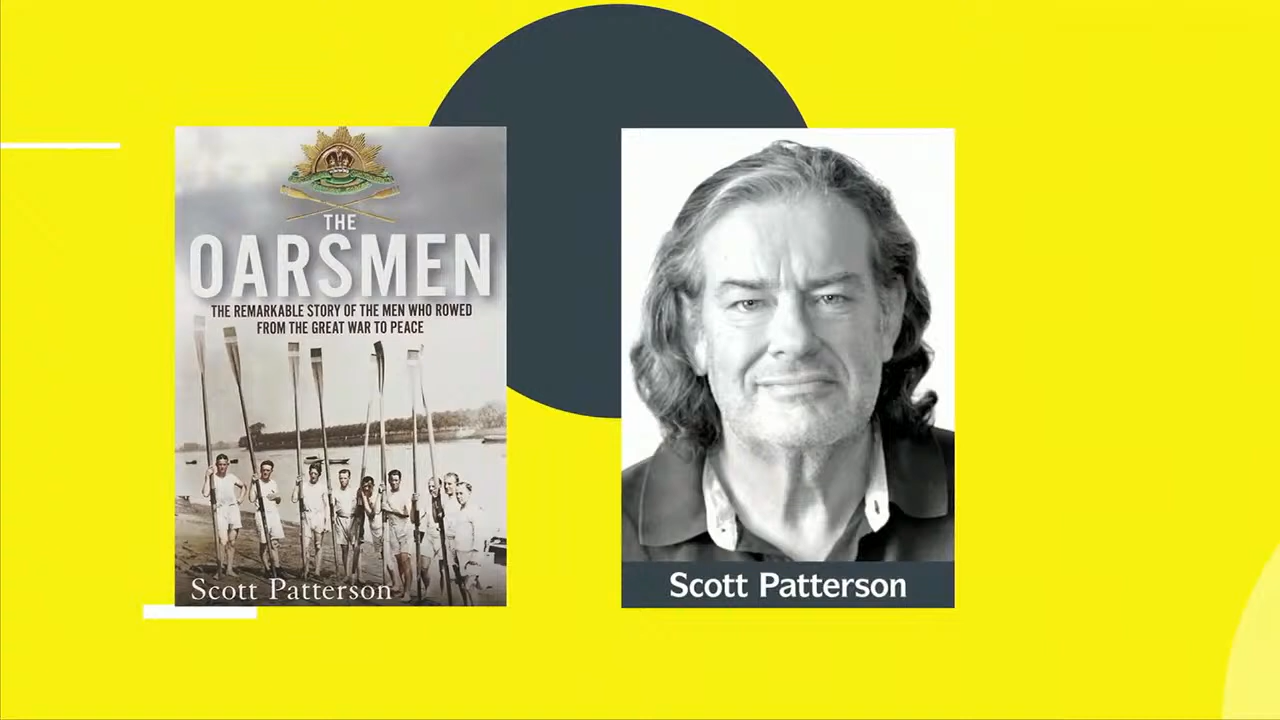 THE
OARSMEN
THE REMARKABLE STORY OF THE MEN WHO ROWED
FROM THE GREAT WAR TO PEACE
Scott Patterson
Scott Patterson